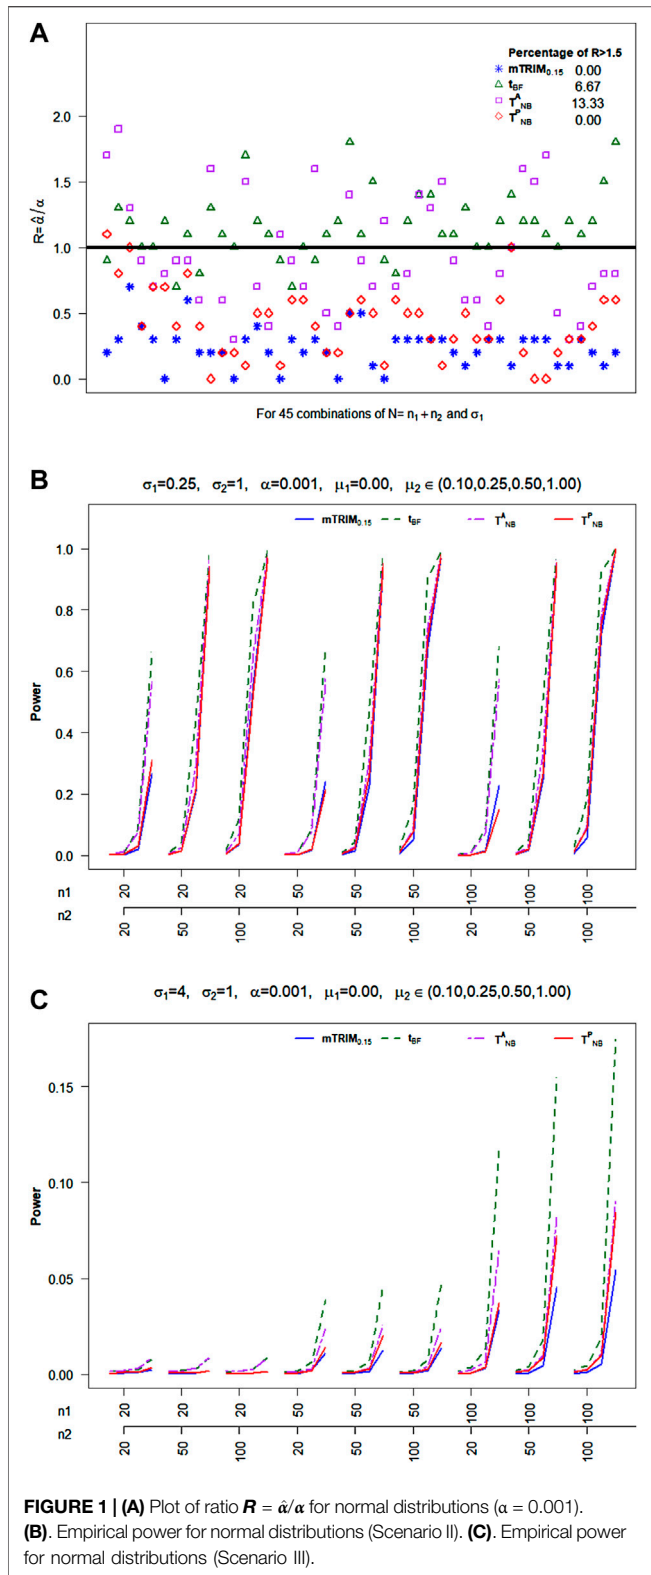 A
Percentage of R>1.5
mTRIM0.15 0.00
tBF 6.67
T^A_NB 13.33
T^P_NB 0.00
2.0
1.5
1.0
0.5
0.0
R= α̂/α
For 45 combinations of N= n1+n2 and σ1
B
σ1=0.25, σ2=1, α=0.001, μ1=0.00, μ2 ∈ (0.10,0.25,0.50,1.00)
mTRIM0.15 tBF T^A_NB T^P_NB
1.0
0.8
0.6
0.4
0.2
0.0
Power
n1 20 20 20 50 50 50 100 100 100
n2 20 50 100 20 50 100 20 50 100
C
σ1=4, σ2=1, α=0.001, μ1=0.00, μ2 ∈ (0.10,0.25,0.50,1.00)
mTRIM0.15 tBF T^A_NB T^P_NB
0.15
0.10
0.05
0.00
Power
n1 20 20 20 50 50 50 100 100 100
n2 20 50 100 20 50 100 20 50 100
FIGURE 1 | (A) Plot of ratio R = α̂/α for normal distributions (α = 0.001).
(B). Empirical power for normal distributions (Scenario II). (C). Empirical power
for normal distributions (Scenario III).